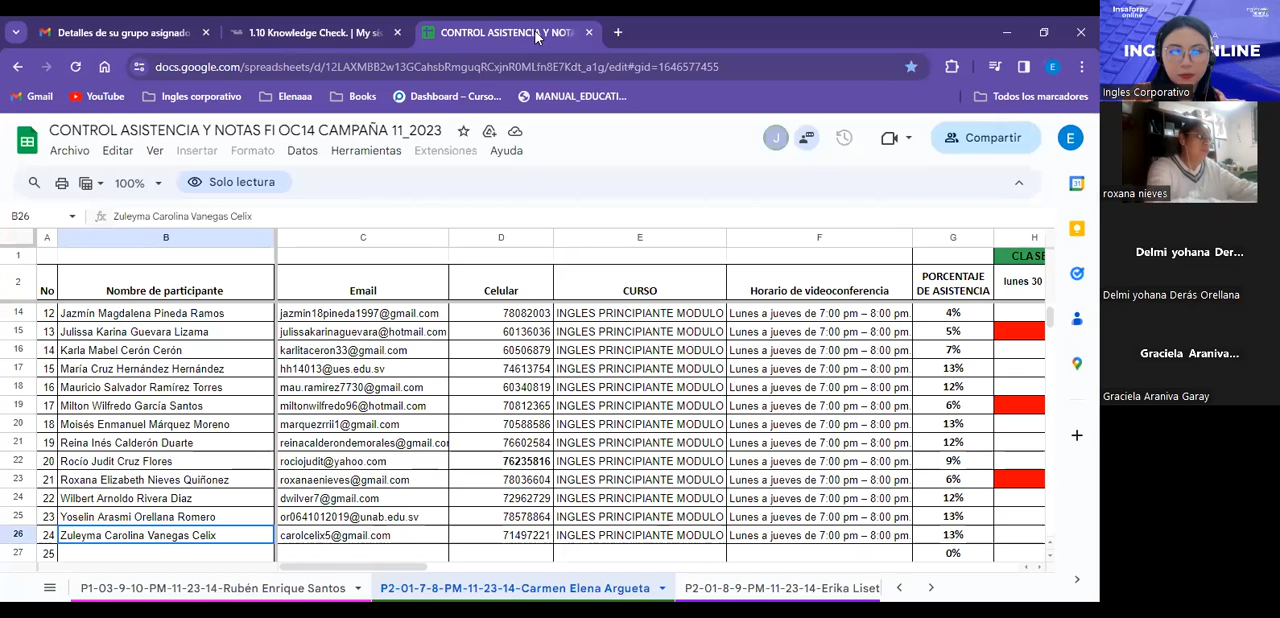 Detalles de su grupo asignado
1.10 Knowledge Check. | My si
CONTROL ASISTENCIA Y NOTA
docs.google.com/spreadsheets/d/12LAXMBB2w13GCahsbRmguqRCxjnR0MLfn8E7Kdt_a1g/edit#gid=1646577455
E
Gmail YouTube Ingles corporativo Elenaaa Books Dashboard – Curso... MANUAL_EDUCATI... Todos los marcadores
CONTROL ASISTENCIA Y NOTAS FI OC14 CAMPAÑA 11_2023
J Compartir E
Archivo Editar Ver Insertar Formato Datos Herramientas Extensiones Ayuda
100% Solo lectura
B26 fx Zuleyma Carolina Vanegas Celix
A B C D E F G H
1 CLASE
2 No Nombre de participante Email Celular CURSO Horario de videoconferencia PORCENTAJE DE ASISTENCIA lunes 30
14 12 Jazmín Magdalena Pineda Ramos jazmin18pineda1997@gmail.com 78082003 INGLES PRINCIPIANTE MODULO Lunes a jueves de 7:00 pm – 8:00 pm. 4%
15 13 Julissa Karina Guevara Lizama julissakarinaguevara@hotmail.com 60136036 INGLES PRINCIPIANTE MODULO Lunes a jueves de 7:00 pm – 8:00 pm. 5%
16 14 Karla Mabel Cerón Cerón karlitaceron33@gmail.com 60506879 INGLES PRINCIPIANTE MODULO Lunes a jueves de 7:00 pm – 8:00 pm. 7%
17 15 María Cruz Hernández Hernández hh14013@ues.edu.sv 74613754 INGLES PRINCIPIANTE MODULO Lunes a jueves de 7:00 pm – 8:00 pm. 13%
18 16 Mauricio Salvador Ramírez Torres mau.ramirez7730@gmail.com 60340819 INGLES PRINCIPIANTE MODULO Lunes a jueves de 7:00 pm – 8:00 pm. 12%
19 17 Milton Wilfredo García Santos miltonwilfredo96@hotmail.com 70812365 INGLES PRINCIPIANTE MODULO Lunes a jueves de 7:00 pm – 8:00 pm. 6%
20 18 Moisés Enmanuel Márquez Moreno marquezrrii1@gmail.com 70588586 INGLES PRINCIPIANTE MODULO Lunes a jueves de 7:00 pm – 8:00 pm. 13%
21 19 Reina Inés Calderón Duarte reinacalderondemorales@gmail.com 76602584 INGLES PRINCIPIANTE MODULO Lunes a jueves de 7:00 pm – 8:00 pm. 12%
22 20 Rocío Judit Cruz Flores rociojudit@yahoo.com 76235816 INGLES PRINCIPIANTE MODULO Lunes a jueves de 7:00 pm – 8:00 pm. 9%
23 21 Roxana Elizabeth Nieves Quiñonez roxanaenieves@gmail.com 78036604 INGLES PRINCIPIANTE MODULO Lunes a jueves de 7:00 pm – 8:00 pm. 6%
24 22 Wilbert Arnoldo Rivera Diaz dwilver7@gmail.com 72962729 INGLES PRINCIPIANTE MODULO Lunes a jueves de 7:00 pm – 8:00 pm. 12%
25 23 Yoselin Arasmi Orellana Romero or0641012019@unab.edu.sv 78578864 INGLES PRINCIPIANTE MODULO Lunes a jueves de 7:00 pm – 8:00 pm. 13%
26 24 Zuleyma Carolina Vanegas Celix carolcelix5@gmail.com 71497221 INGLES PRINCIPIANTE MODULO Lunes a jueves de 7:00 pm – 8:00 pm. 13%
27 25 0%
P1-03-9-10-PM-11-23-14-Rubén Enrique Santos P2-01-7-8-PM-11-23-14-Carmen Elena Argueta P2-01-8-9-PM-11-23-14-Erika Liset
Insaforp online
ING ONLINE
Ingles Corporativo
roxana nieves
Delmi yohana Der...
Delmi yohana Derás Orellana
Graciela Araniva...
Graciela Araniva Garay